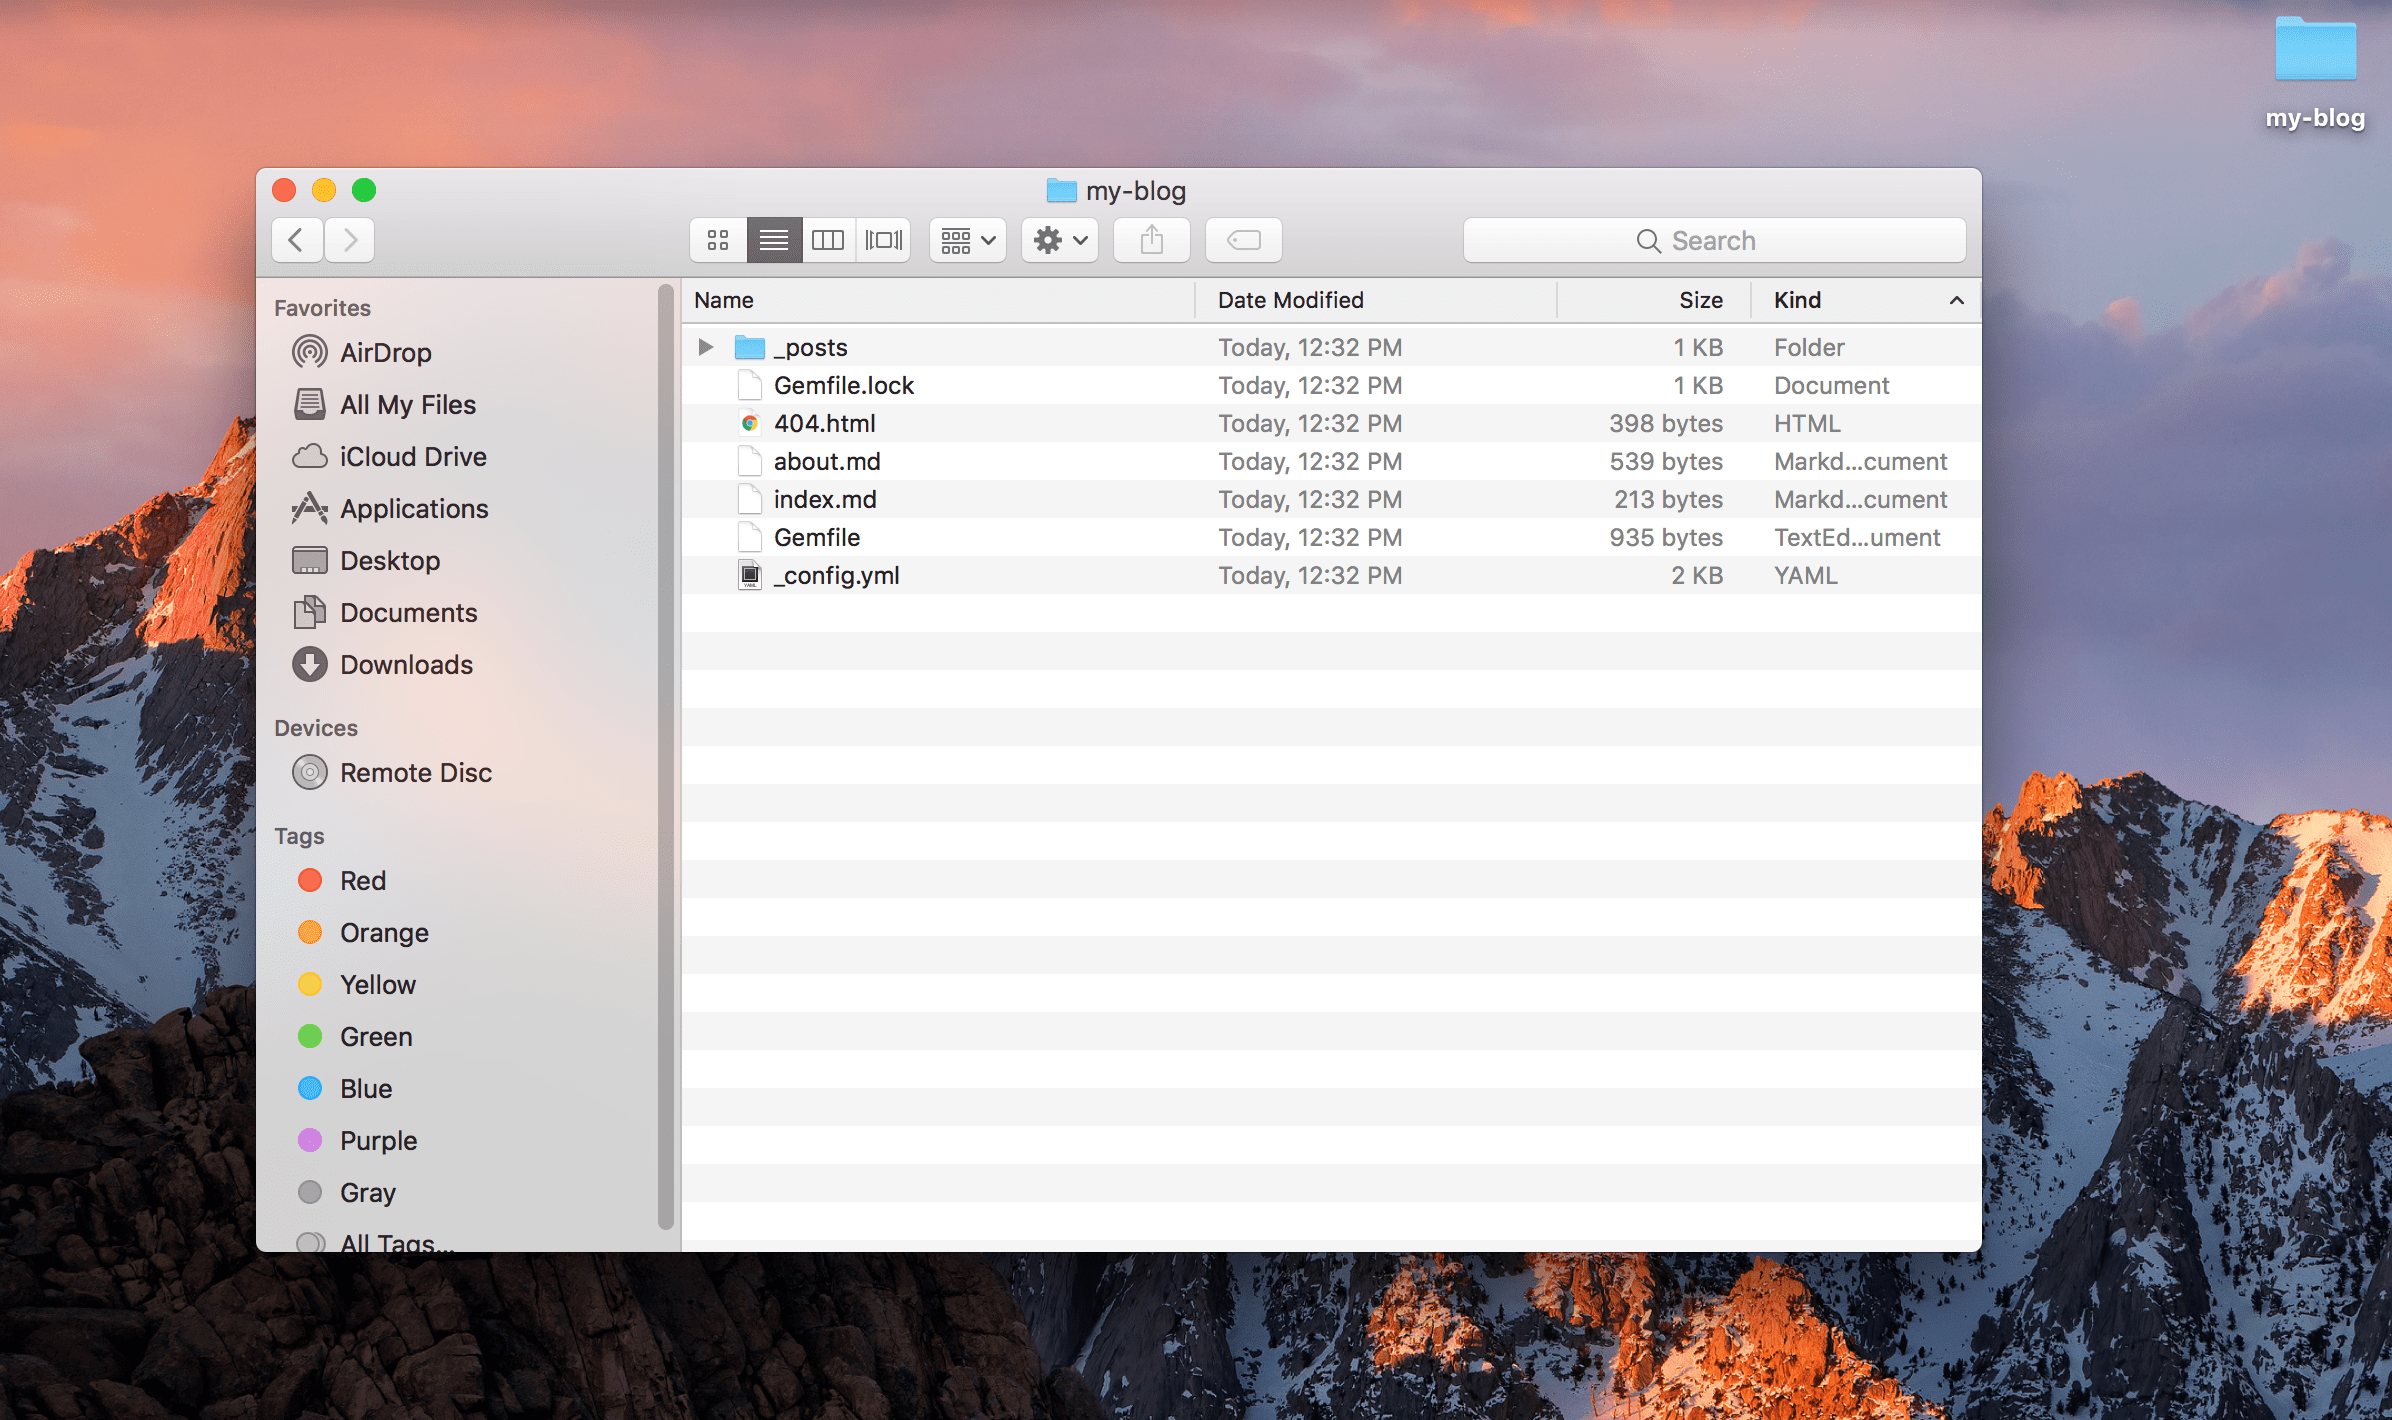 my-blog
my-blog
Search
Favorites
AirDrop
All My Files
iCloud Drive
Applications
Desktop
Documents
Downloads
Devices
Remote Disc
Tags
Red
Orange
Yellow
Green
Blue
Purple
Gray
All Tags...
Name Date Modified Size Kind
_posts Today, 12:32 PM 1 KB Folder
Gemfile.lock Today, 12:32 PM 1 KB Document
404.html Today, 12:32 PM 398 bytes HTML
about.md Today, 12:32 PM 539 bytes Markd...cument
index.md Today, 12:32 PM 213 bytes Markd...cument
Gemfile Today, 12:32 PM 935 bytes TextEd...ument
_config.yml Today, 12:32 PM 2 KB YAML